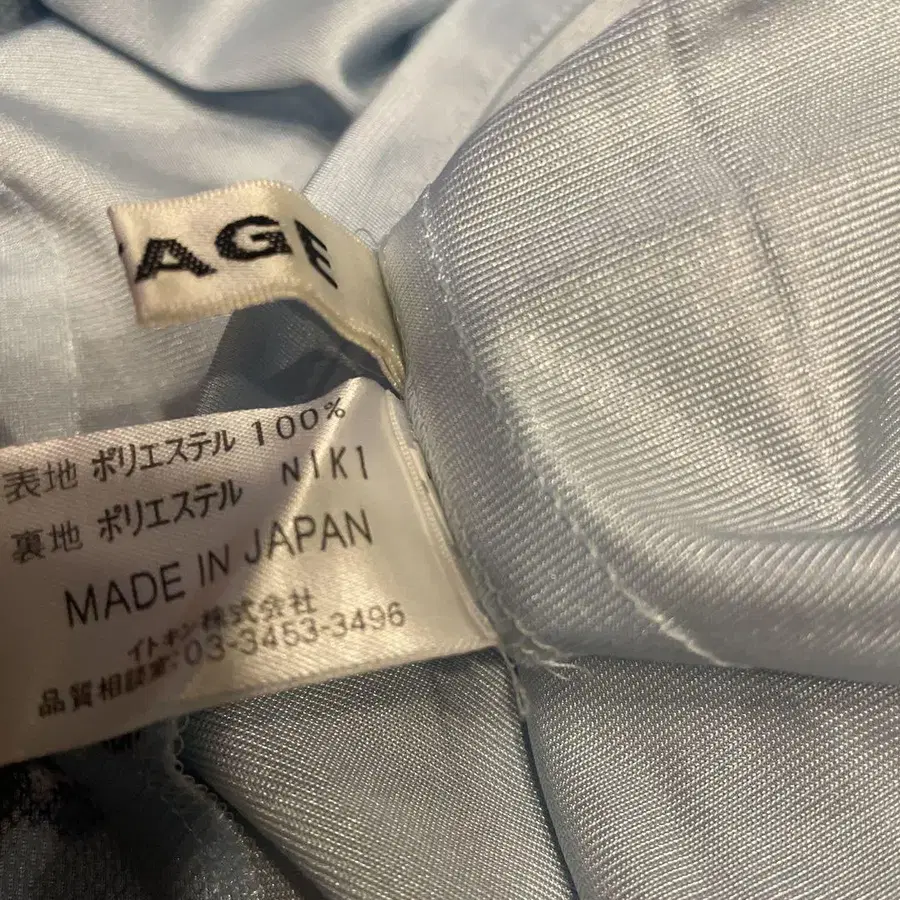 AGE
表地 ポリエステル 100%
裏地 ポリエステル NIKI
MADE IN JAPAN
イトキン株式会社
品質相談室:03-3453-3496